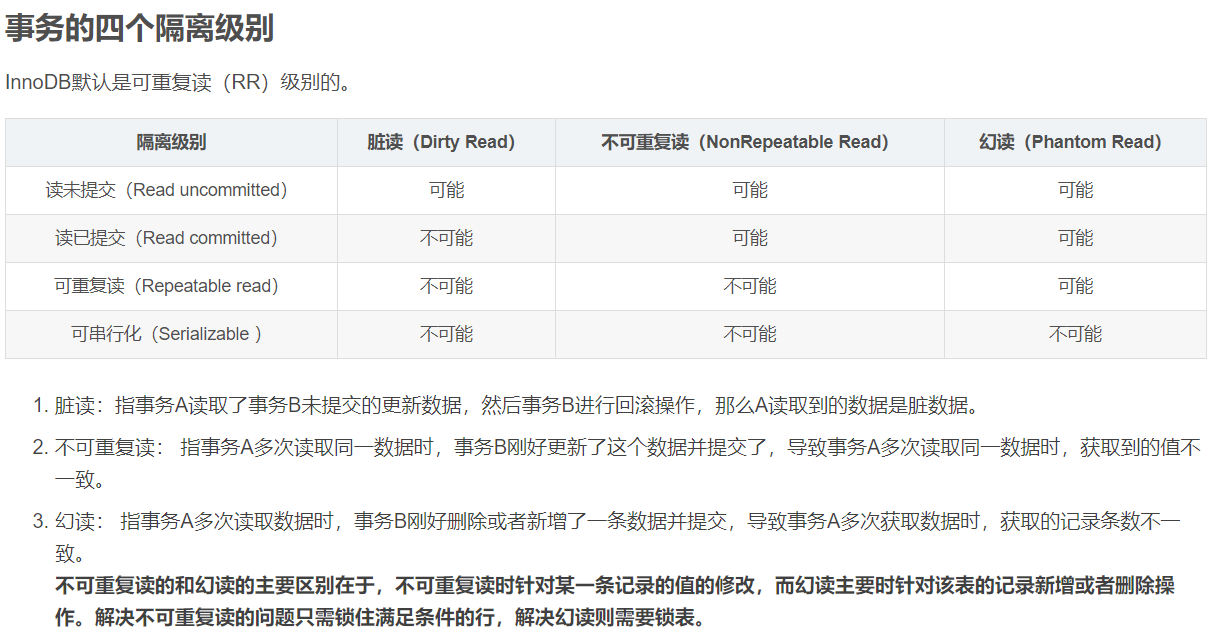 事务的四个隔离级别
InnoDB默认是可重复读（RR）级别的。
隔离级别 脏读（Dirty Read） 不可重复读（NonRepeatable Read） 幻读（Phantom Read）
读未提交（Read uncommitted） 可能 可能 可能
读已提交（Read committed） 不可能 可能 可能
可重复读（Repeatable read） 不可能 不可能 可能
可串行化（Serializable ） 不可能 不可能 不可能
1. 脏读：指事务A读取了事务B未提交的更新数据，然后事务B进行回滚操作，那么A读取到的数据是脏数据。
2. 不可重复读： 指事务A多次读取同一数据时，事务B刚好更新了这个数据并提交了，导致事务A多次读取同一数据时，获取到的值不
一致。
3. 幻读： 指事务A多次读取数据时，事务B刚好删除或者新增了一条数据并提交，导致事务A多次获取数据时，获取的记录条数不一
致。
不可重复读的和幻读的主要区别在于，不可重复读时针对某一条记录的值的修改，而幻读主要时针对该表的记录新增或者删除操
作。解决不可重复读的问题只需锁住满足条件的行，解决幻读则需要锁表。